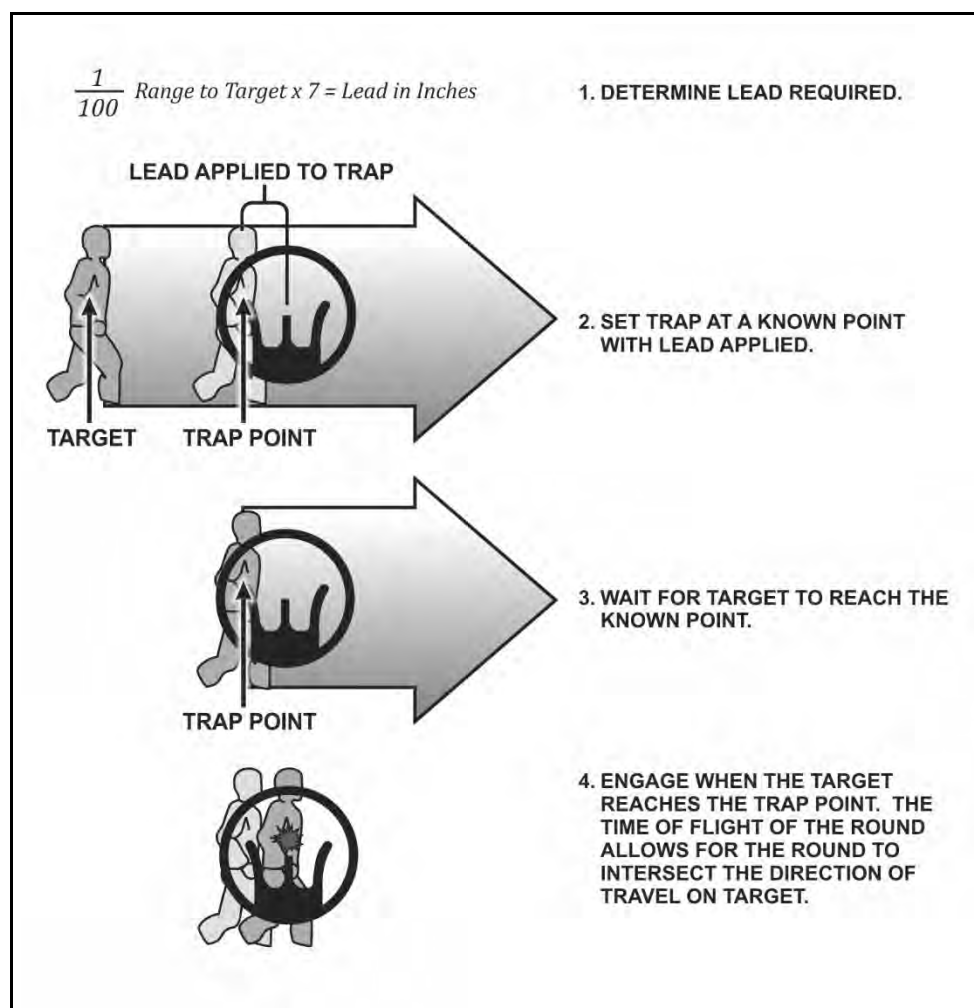 1
100 Range to Target x 7 = Lead in Inches
1. DETERMINE LEAD REQUIRED.
LEAD APPLIED TO TRAP
2. SET TRAP AT A KNOWN POINT
WITH LEAD APPLIED.
TARGET
TRAP POINT
3. WAIT FOR TARGET TO REACH THE
KNOWN POINT.
TRAP POINT
4. ENGAGE WHEN THE TARGET
REACHES THE TRAP POINT. THE
TIME OF FLIGHT OF THE ROUND
ALLOWS FOR THE ROUND TO
INTERSECT THE DIRECTION OF
TRAVEL ON TARGET.